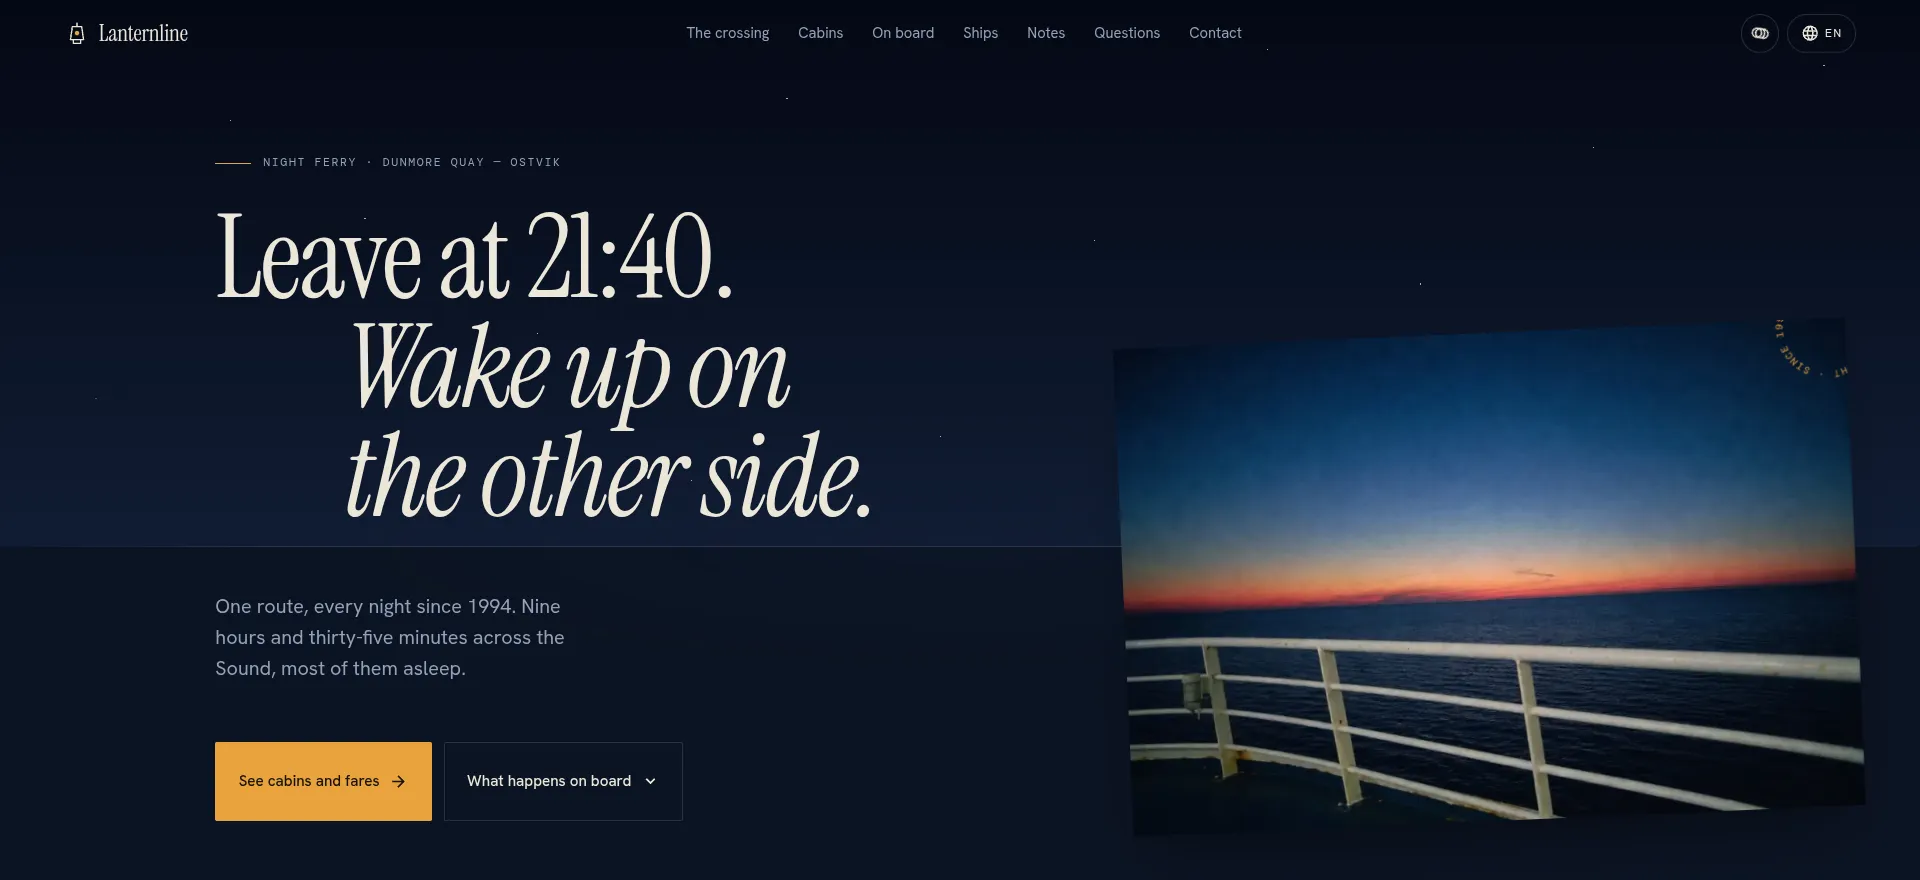 Lanternline
The crossing
Cabins
On board
Ships
Notes
Questions
Contact
EN
NIGHT FERRY · DUNMORE QUAY — OSTVIK
Leave at 21:40.
Wake up on
the other side.
SINCE
One route, every night since 1994. Nine
hours and thirty-five minutes across the
Sound, most of them asleep.
See cabins and fares
What happens on board